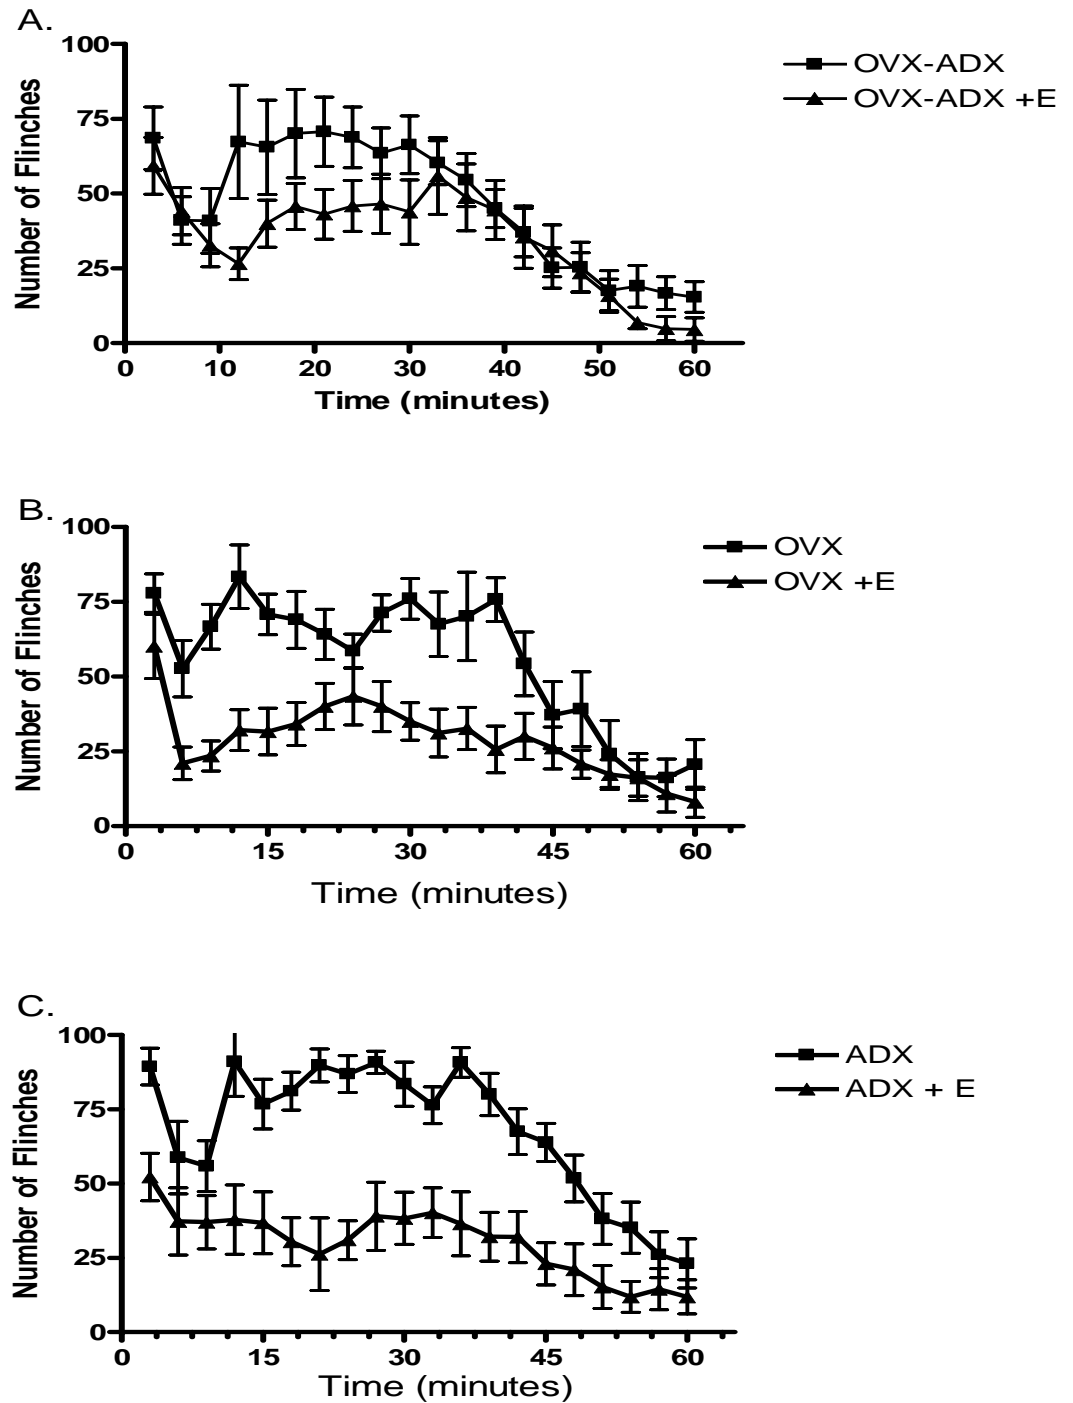 A.
100
75
50
25
0
Number of Flinches
0 10 20 30 40 50 60
Time (minutes)
OVX-ADX
OVX-ADX +E
B.
100
75
50
25
0
Number of Flinches
0 15 30 45 60
Time (minutes)
OVX
OVX +E
C.
100
75
50
25
0
Number of Flinches
0 15 30 45 60
Time (minutes)
ADX
ADX + E